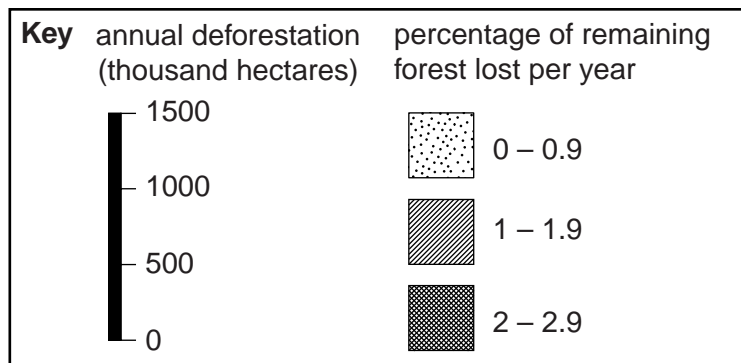 Key annual deforestation (thousand hectares)
percentage of remaining forest lost per year
1500
1000
500
0
0 – 0.9
1 – 1.9
2 – 2.9